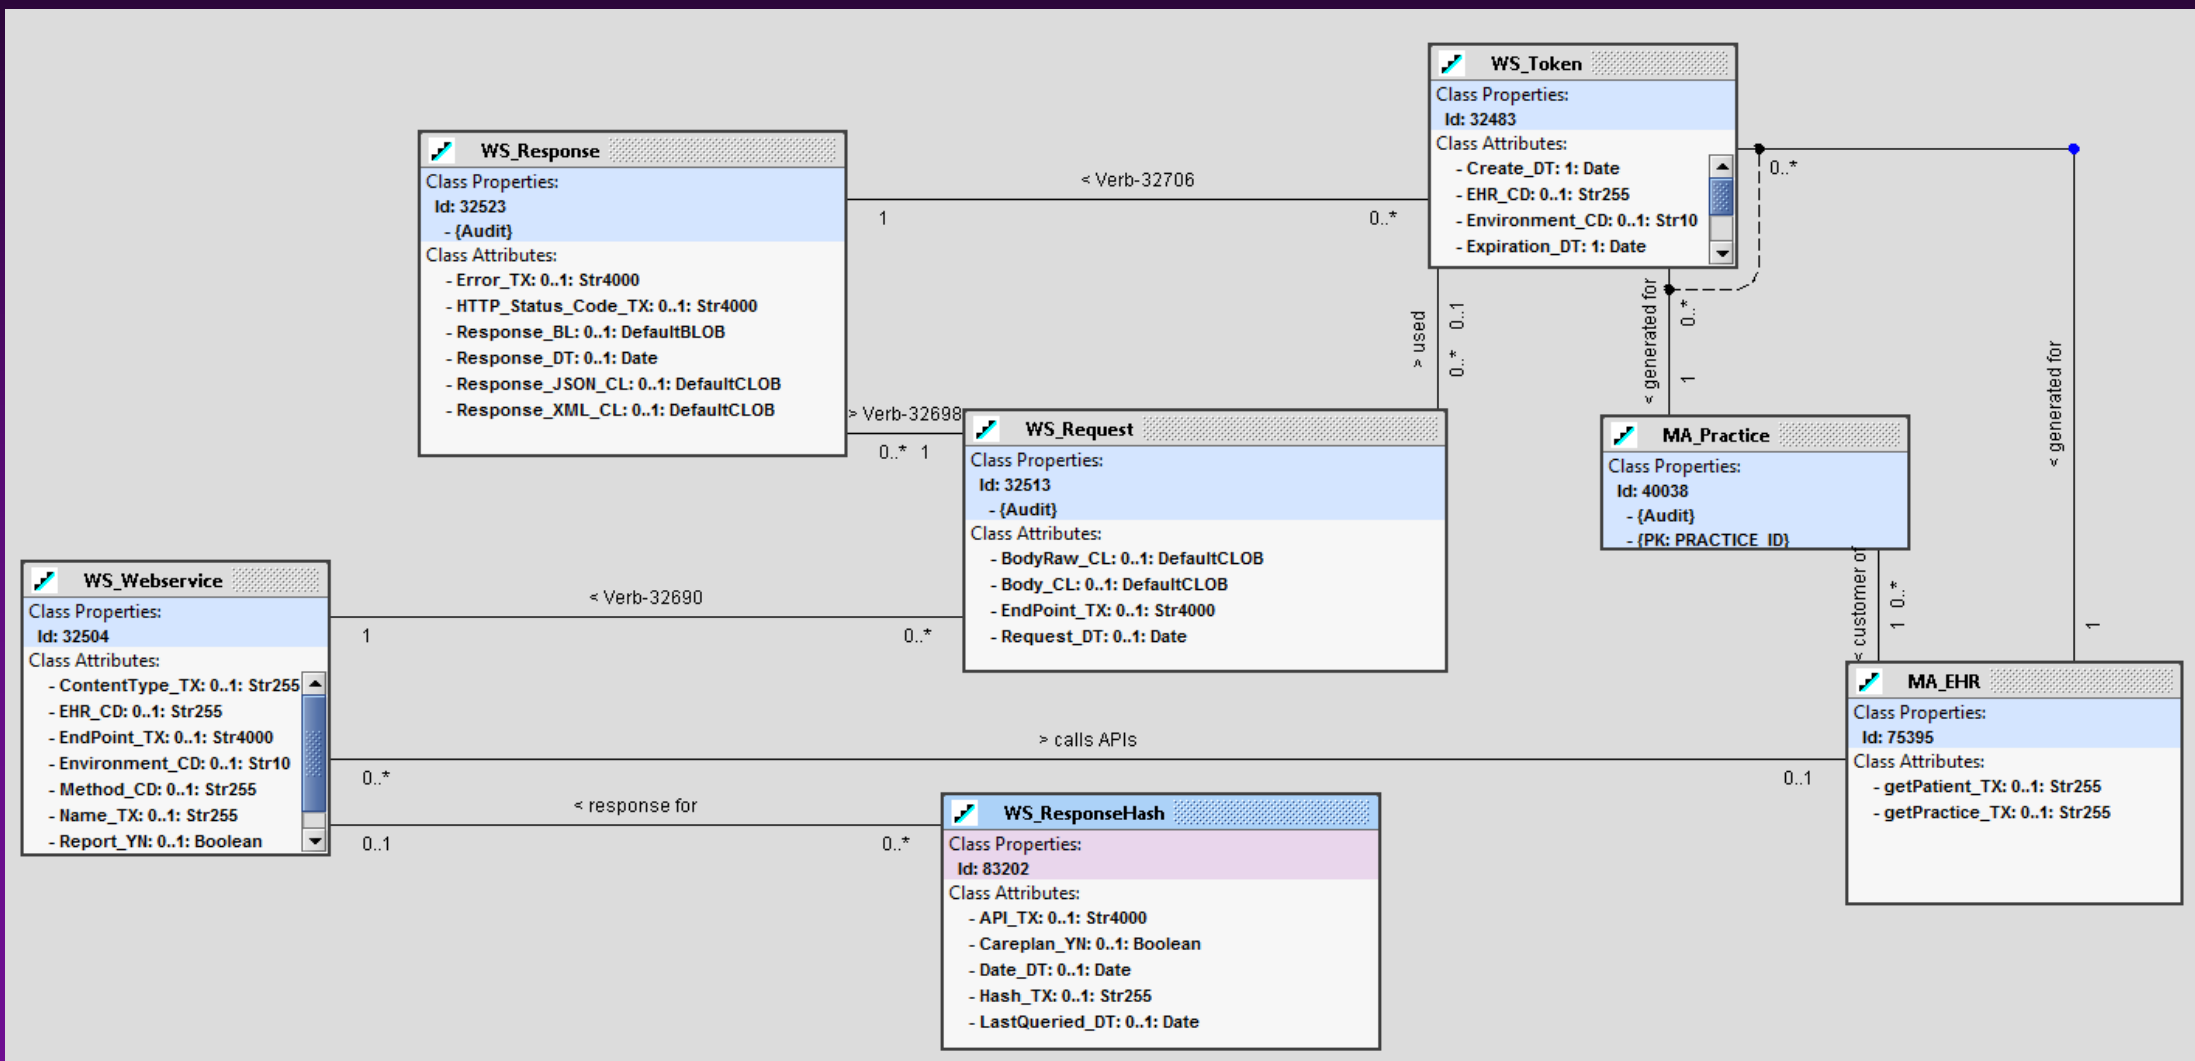 WS_Token
Class Properties:
Id: 32483
Class Attributes:
- Create_DT: 1: Date
- EHR_CD: 0..1: Str255
- Environment_CD: 0..1: Str10
- Expiration_DT: 1: Date
WS_Response
Class Properties:
Id: 32523
- {Audit}
Class Attributes:
- Error_TX: 0..1: Str4000
- HTTP_Status_Code_TX: 0..1: Str4000
- Response_BL: 0..1: DefaultBLOB
- Response_DT: 0..1: Date
- Response_JSON_CL: 0..1: DefaultCLOB
- Response_XML_CL: 0..1: DefaultCLOB
< Verb-32706
1
0..*
0..*
> used
0..1
0..*
< generated for
0..*
1
< generated for
1
> Verb-32698
0..*
1
WS_Request
Class Properties:
Id: 32513
- {Audit}
Class Attributes:
- BodyRaw_CL: 0..1: DefaultCLOB
- Body_CL: 0..1: DefaultCLOB
- EndPoint_TX: 0..1: Str4000
- Request_DT: 0..1: Date
MA_Practice
Class Properties:
Id: 40038
- {Audit}
- {PK: PRACTICE_ID}
< customer of
0..*
1
WS_Webservice
Class Properties:
Id: 32504
Class Attributes:
- ContentType_TX: 0..1: Str255
- EHR_CD: 0..1: Str255
- EndPoint_TX: 0..1: Str4000
- Environment_CD: 0..1: Str10
- Method_CD: 0..1: Str255
- Name_TX: 0..1: Str255
- Report_YN: 0..1: Boolean
< Verb-32690
1
0..*
MA_EHR
Class Properties:
Id: 75395
Class Attributes:
- getPatient_TX: 0..1: Str255
- getPractice_TX: 0..1: Str255
> calls APIs
0..*
0..1
< response for
0..1
0..*
WS_ResponseHash
Class Properties:
Id: 83202
Class Attributes:
- API_TX: 0..1: Str4000
- Careplan_YN: 0..1: Boolean
- Date_DT: 0..1: Date
- Hash_TX: 0..1: Str255
- LastQueried_DT: 0..1: Date